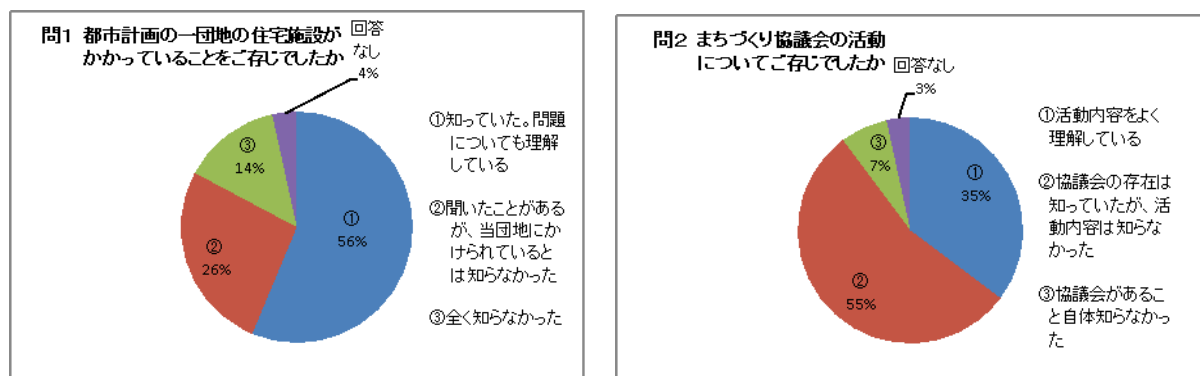 問1 都市計画の一団地の住宅施設が
かかっていることをご存じでしたか
回答
なし
4%
③
14%
①
56%
②
26%
①知っていた。問題
についても理解
している
②聞いたことがある
が、当団地にか
けられていると
は知らなかった
③全く知らなかった
問2 まちづくり協議会の活動
についてご存じでしたか
回答なし
3%
③
7%
①
35%
②
55%
①活動内容をよく
理解している
②協議会の存在は
知っていたが、活
動内容は知らな
かった
③協議会があるこ
と自体知らなかっ
た